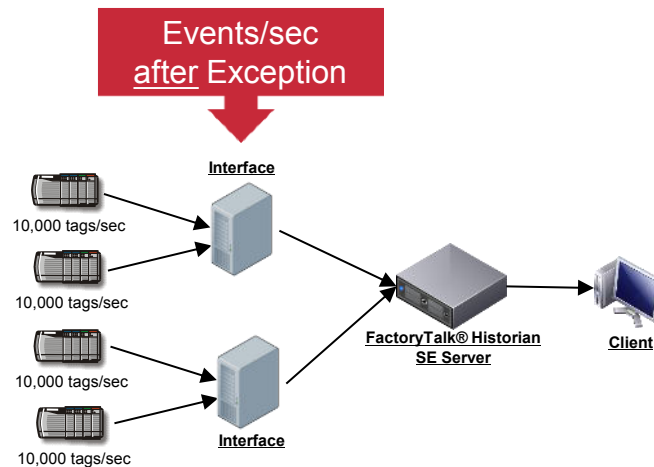 Events/sec
after Exception
Interface
10,000 tags/sec
10,000 tags/sec
FactoryTalk® Historian
SE Server
Client
10,000 tags/sec
Interface
10,000 tags/sec